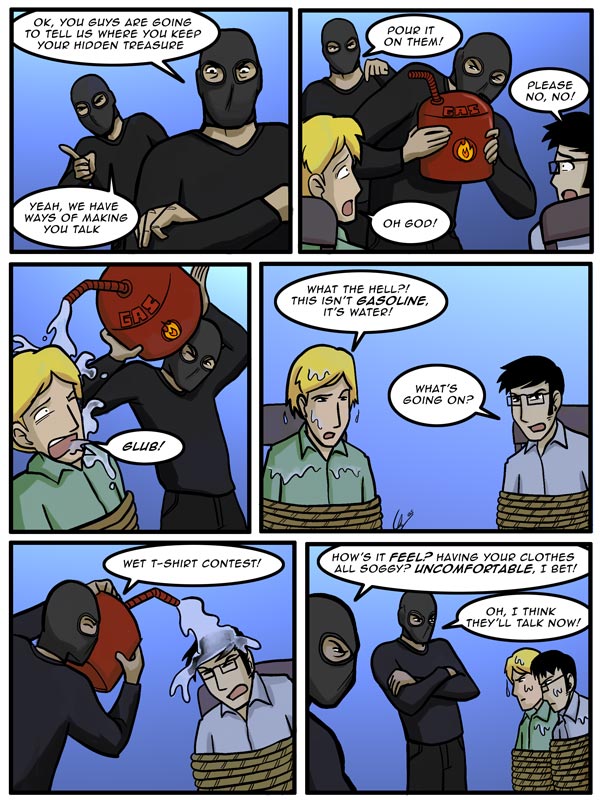 OK, YOU GUYS ARE GOING
TO TELL US WHERE YOU KEEP
YOUR HIDDEN TREASURE
YEAH, WE HAVE
WAYS OF MAKING
YOU TALK
POUR IT
ON THEM!
PLEASE
NO, NO!
GAS
OH GOD!
GAS
GLUB!
WHAT THE HELL?!
THIS ISN'T GASOLINE,
IT'S WATER!
WHAT'S
GOING ON?
WET T-SHIRT CONTEST!
HOW'S IT FEEL? HAVING YOUR CLOTHES
ALL SOGGY? UNCOMFORTABLE, I BET!
OH, I THINK
THEY'LL TALK NOW!